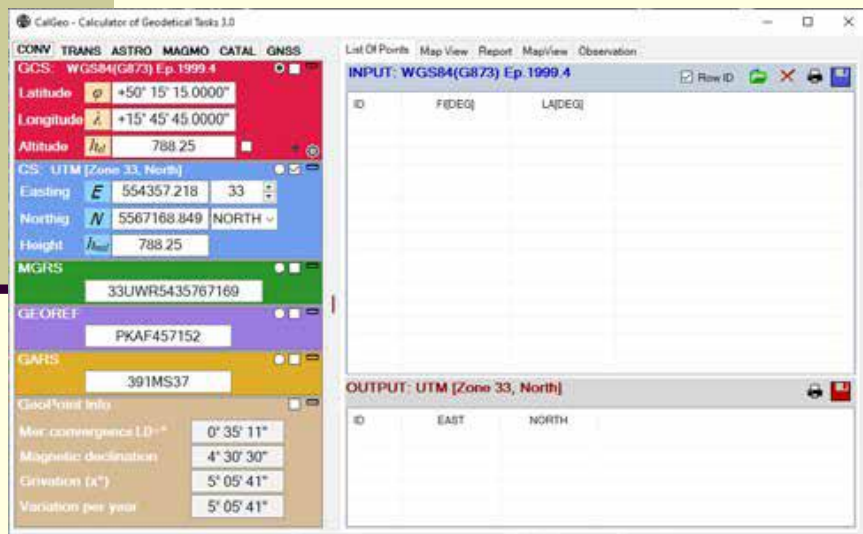 CalGeo - Calculator of Geodetical Tasks 3.0
CONV TRANS ASTRO MAGMO CATAL GNSS
GCS: WGS84(G873) Ep.1999.4
Latitude φ +50° 15' 15.0000"
Longitude λ +15° 45' 45.0000"
Altitude 788.25
CS: UTM [Zone 33, North]
Easting E 554357.218 33
Northig N 5567168.849 NORTH
Height 788.25
MGRS
33UWR5435767169
GEOREF
PKAF457152
GARS
391MS37
GeoPoint Info
Mer.convergence 0° 35' 11"
Magnetic declination 4° 30' 30"
Grivation (x°) 5° 05' 41"
Variation per year 5° 05' 41"
List Of Points Map View Report MapView Observation
INPUT: WGS84(G873) Ep.1999.4 Row ID
ID FI[DEG] LA[DEG]
OUTPUT: UTM [Zone 33, North]
ID EAST NORTH